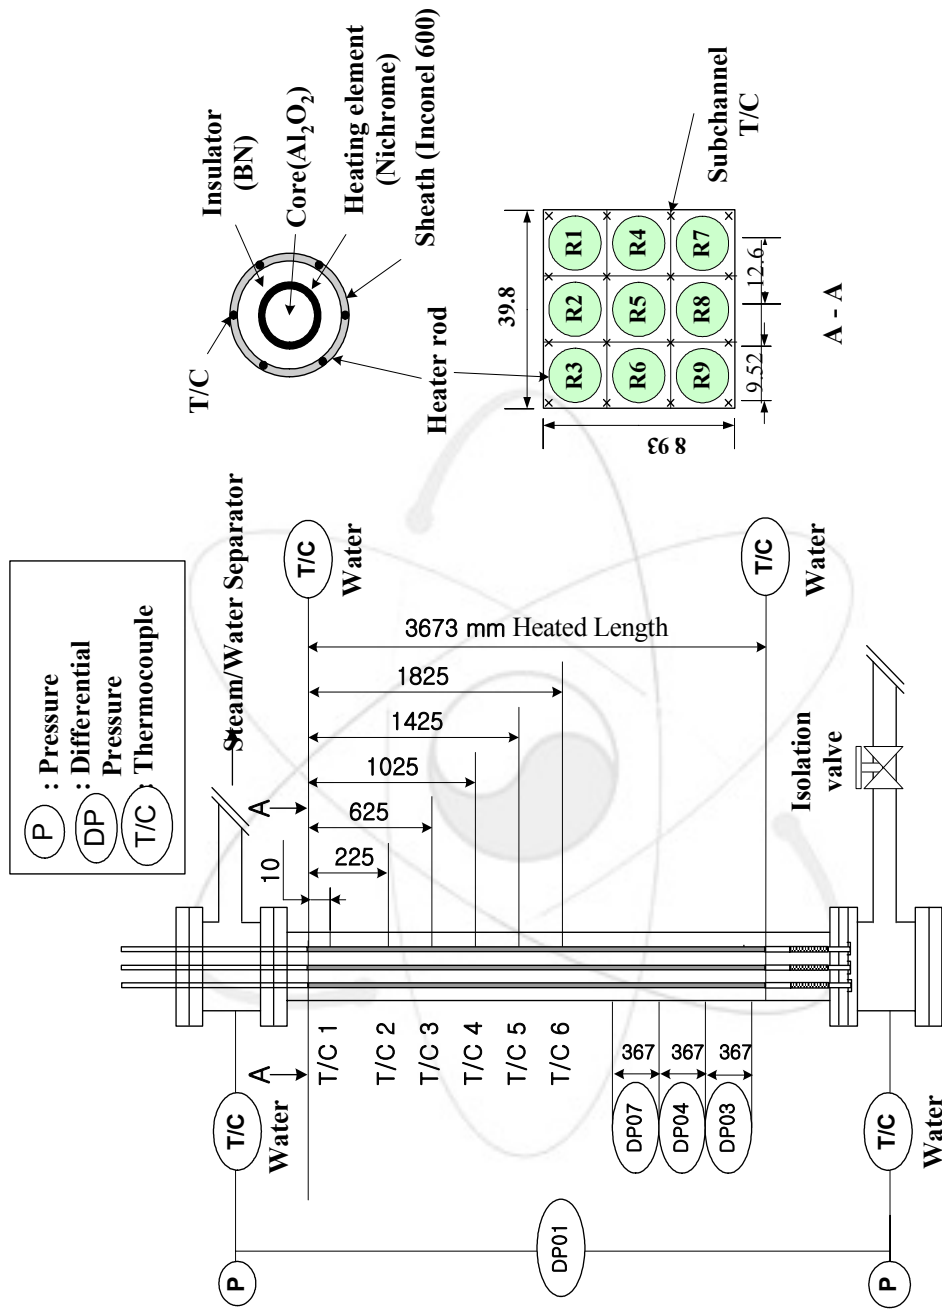 P : Pressure
DP : Differential
Pressure
T/C : Thermocouple
Steam/Water Separator
T/C
Water
T/C
Water
3673 mm Heated Length
1825
1425
1025
625
225
10
A
A
T/C 1
T/C 2
T/C 3
T/C 4
T/C 5
T/C 6
367
367
367
DP07
DP04
DP03
DP01
T/C
Water
P
T/C
Water
P
Isolation
valve
T/C
Insulator
(BN)
Core(Al₂O₃)
Heating element
(Nichrome)
Sheath (Inconel 600)
Heater rod
39.8
8 93
R3 R2 R1
R6 R5 R4
R9 R8 R7
9.52
12.6
Subchannel
T/C
A - A